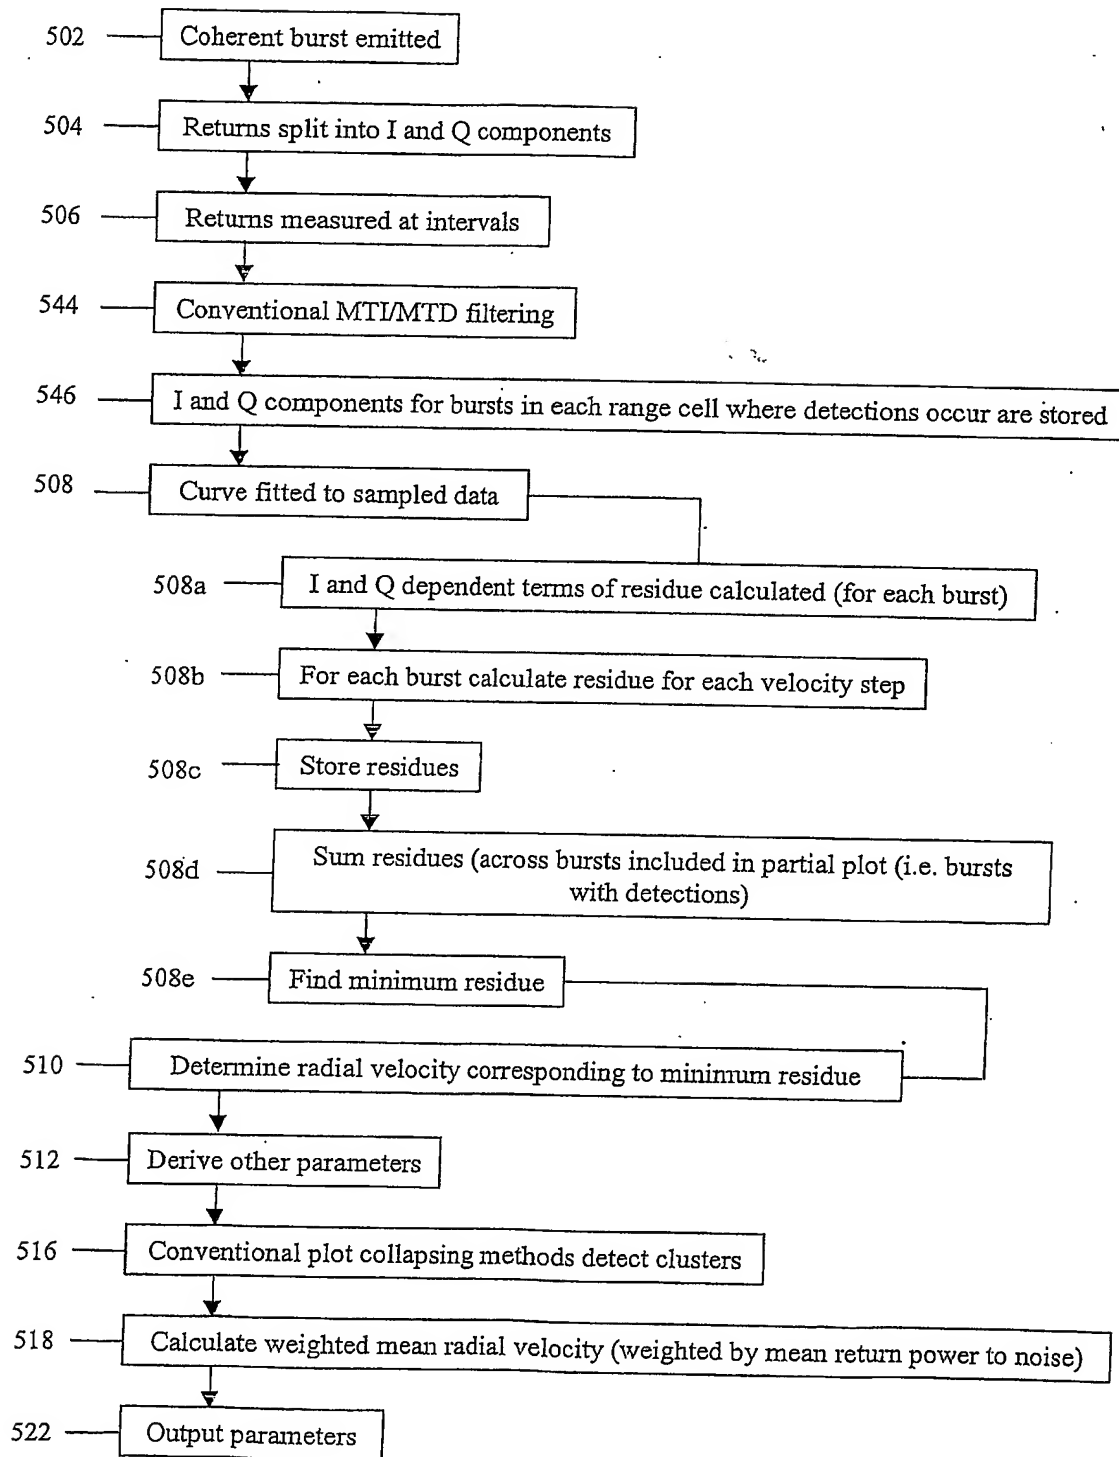 502 Coherent burst emitted
504 Returns split into I and Q components
506 Returns measured at intervals
544 Conventional MTI/MTD filtering
546 I and Q components for bursts in each range cell where detections occur are stored
508 Curve fitted to sampled data
508a I and Q dependent terms of residue calculated (for each burst)
508b For each burst calculate residue for each velocity step
508c Store residues
508d Sum residues (across bursts included in partial plot (i.e. bursts
with detections)
508e Find minimum residue
510 Determine radial velocity corresponding to minimum residue
512 Derive other parameters
516 Conventional plot collapsing methods detect clusters
518 Calculate weighted mean radial velocity (weighted by mean return power to noise)
522 Output parameters